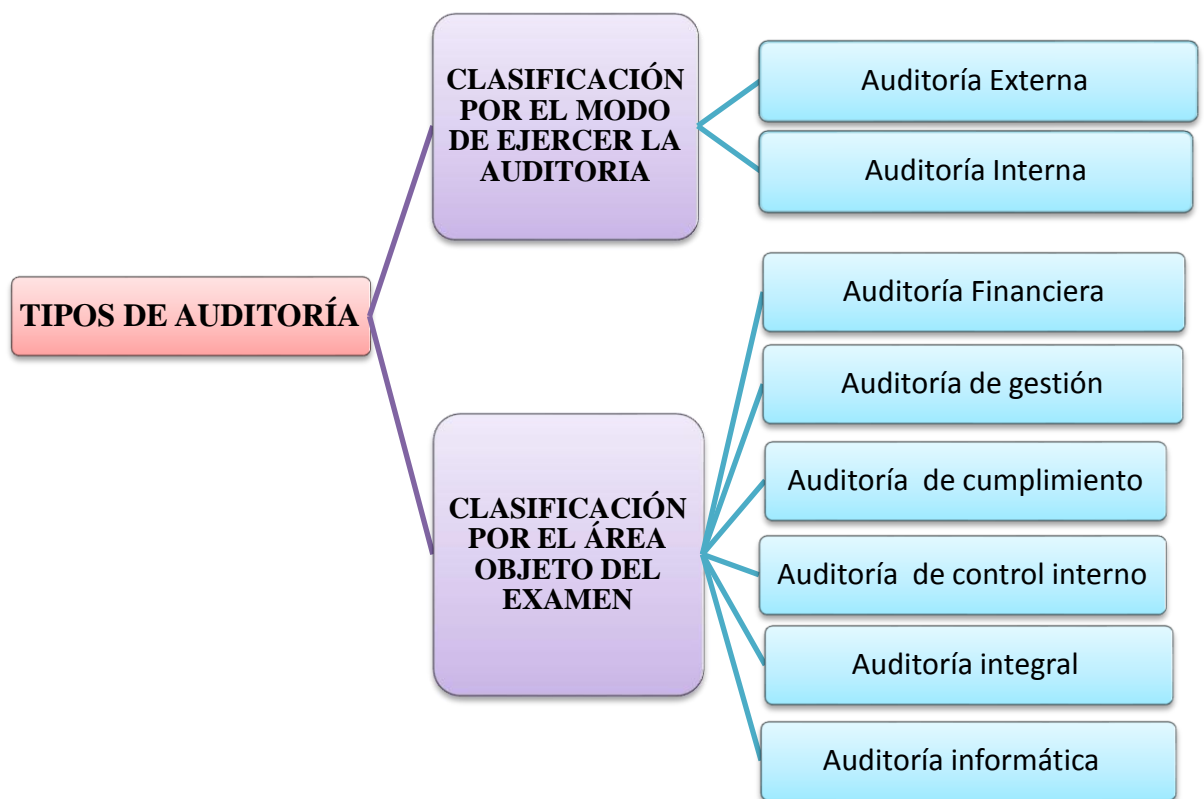 TIPOS DE AUDITORÍA
CLASIFICACIÓN
POR EL MODO
DE EJERCER LA
AUDITORIA
Auditoría Externa
Auditoría Interna
CLASIFICACIÓN
POR EL ÁREA
OBJETO DEL
EXAMEN
Auditoría Financiera
Auditoría de gestión
Auditoría de cumplimiento
Auditoría de control interno
Auditoría integral
Auditoría informática